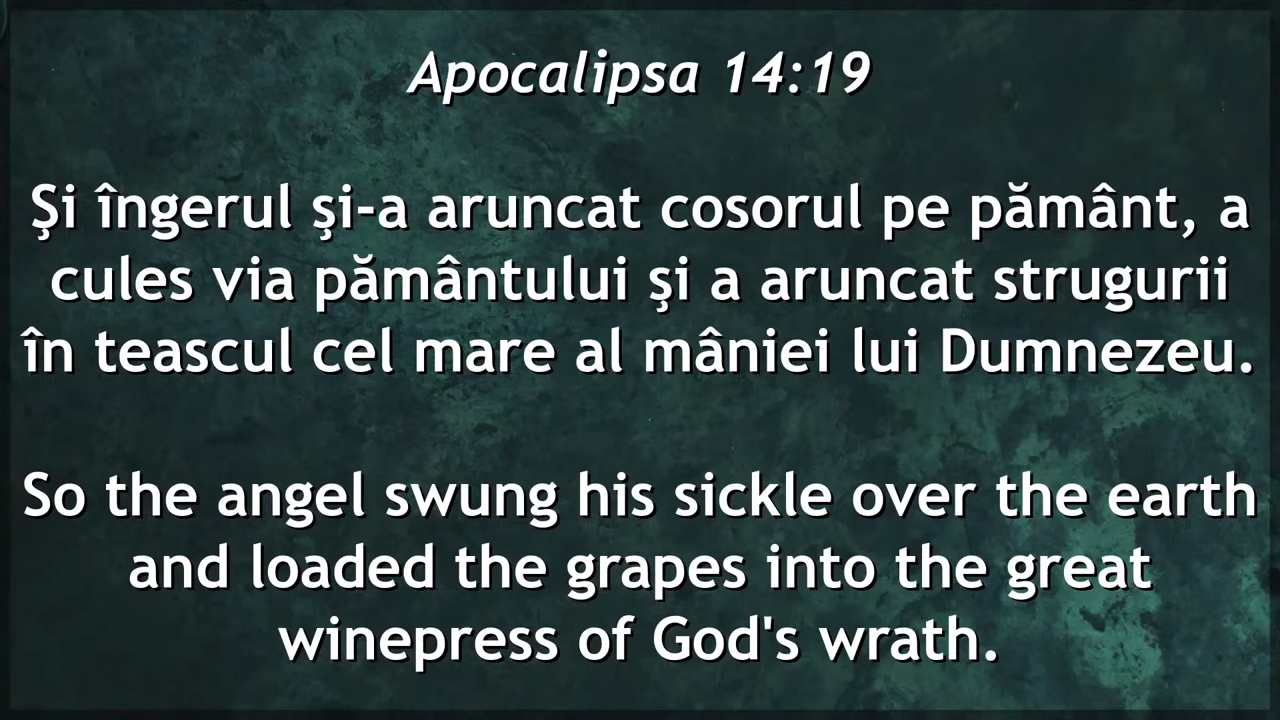 Apocalipsa 14:19
Şi îngerul şi-a aruncat cosorul pe pământ, a
cules via pământului şi a aruncat strugurii
în teascul cel mare al mâniei lui Dumnezeu.
So the angel swung his sickle over the earth
and loaded the grapes into the great
winepress of God's wrath.